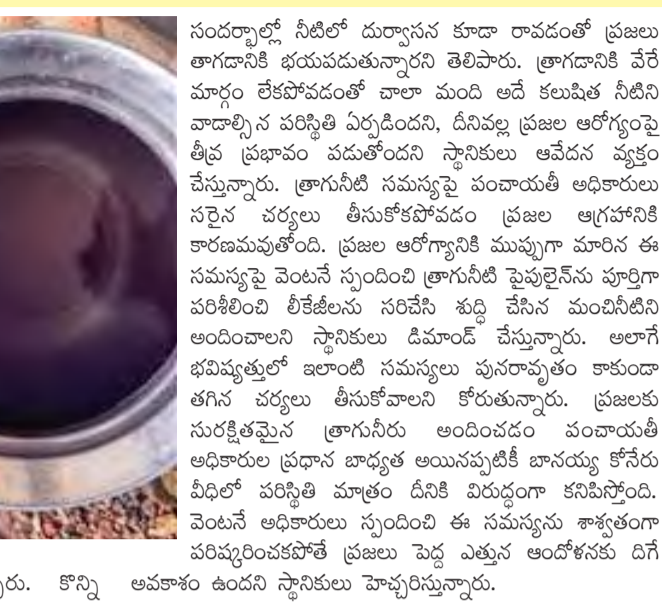 సందర్భాల్లో నీటిలో దుర్వాసన కూడా రావడంతో ప్రజలు
తాగడానికి భయపడుతున్నారని తెలిపారు. త్రాగడానికి వేరే
మార్గం లేకపోవడంతో చాలా మంది అదే కలుషిత నీటిని
వాడాల్సి న పరిస్థితి ఏర్పడిందని, దీనివల్ల ప్రజల ఆరోగ్యంపై
తీవ్ర ప్రభావం పడుతోందని స్థానికులు ఆవేదన వ్యక్తం
చేస్తున్నారు. త్రాగునీటి సమస్యపై పంచాయతీ అధికారులు
సరైన చర్యలు తీసుకోకపోవడం ప్రజల ఆగ్రహానికి
కారణమవుతోంది. ప్రజల ఆరోగ్యానికి ముప్పుగా మారిన ఈ
సమస్యపై వెంటనే స్పందించి త్రాగునీటి పైపులైన్‌ను పూర్తిగా
పరిశీలించి లీకేజీలను సరిచేసి శుద్ధి చేసిన మంచినీటిని
అందించాలని స్థానికులు డిమాండ్ చేస్తున్నారు. అలాగే
భవిష్యత్తులో ఇలాంటి సమస్యలు పునరావృతం కాకుండా
తగిన చర్యలు తీసుకోవాలని కోరుతున్నారు. ప్రజలకు
సురక్షితమైన త్రాగునీరు అందించడం పంచాయతీ
అధికారుల ప్రధాన బాధ్యత అయినప్పటికీ బానయ్య కోనేరు
వీధిలో పరిస్థితి మాత్రం దీనికి విరుద్ధంగా కనిపిస్తోంది.
వెంటనే అధికారులు స్పందించి ఈ సమస్యను శాశ్వతంగా
పరిష్కరించకపోతే ప్రజలు పెద్ద ఎత్తున ఆందోళనకు దిగే
కొన్ని అవకాశం ఉందని స్థానికులు హెచ్చరిస్తున్నారు.